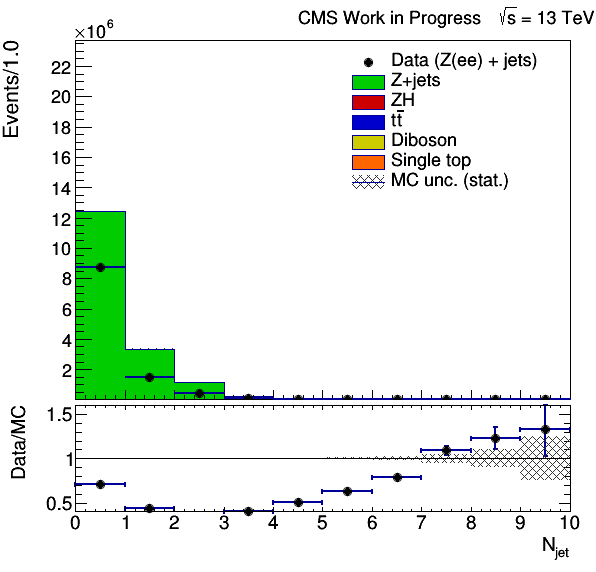 CMS Work in Progress √s = 13 TeV
×10⁶
Events/1.0
22
20
18
16
14
12
10
8
6
4
2
Data (Z(ee) + jets)
Z+jets
ZH
tt̄
Diboson
Single top
MC unc. (stat.)
Data/MC
1.5
1
0.5
0 1 2 3 4 5 6 7 8 9 10
N_jet